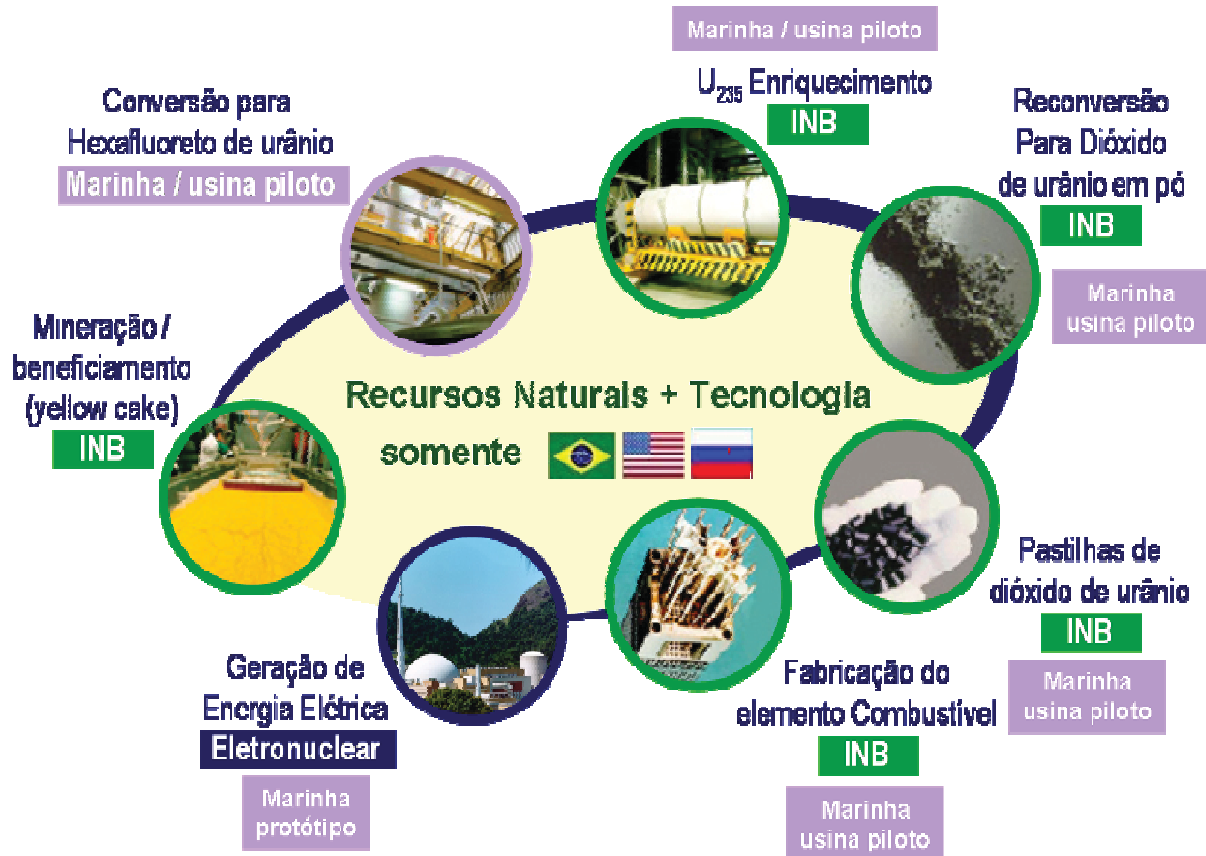 Marinha / usina piloto
U235 Enriquecimento
INB
Conversão para
Hexafluoreto de urânio
Marinha / usina piloto
Reconversão
Para Dióxido
de urânio em pó
INB
Marinha
usina piloto
Mineração /
beneficiamento
(yellow cake)
INB
Recursos Naturais + Tecnologia
somente
Pastilhas de
dióxido de urânio
INB
Marinha
usina piloto
Fabricação do
elemento Combustível
INB
Marinha
usina piloto
Geração de
Energia Elétrica
Eletronuclear
Marinha
protótipo